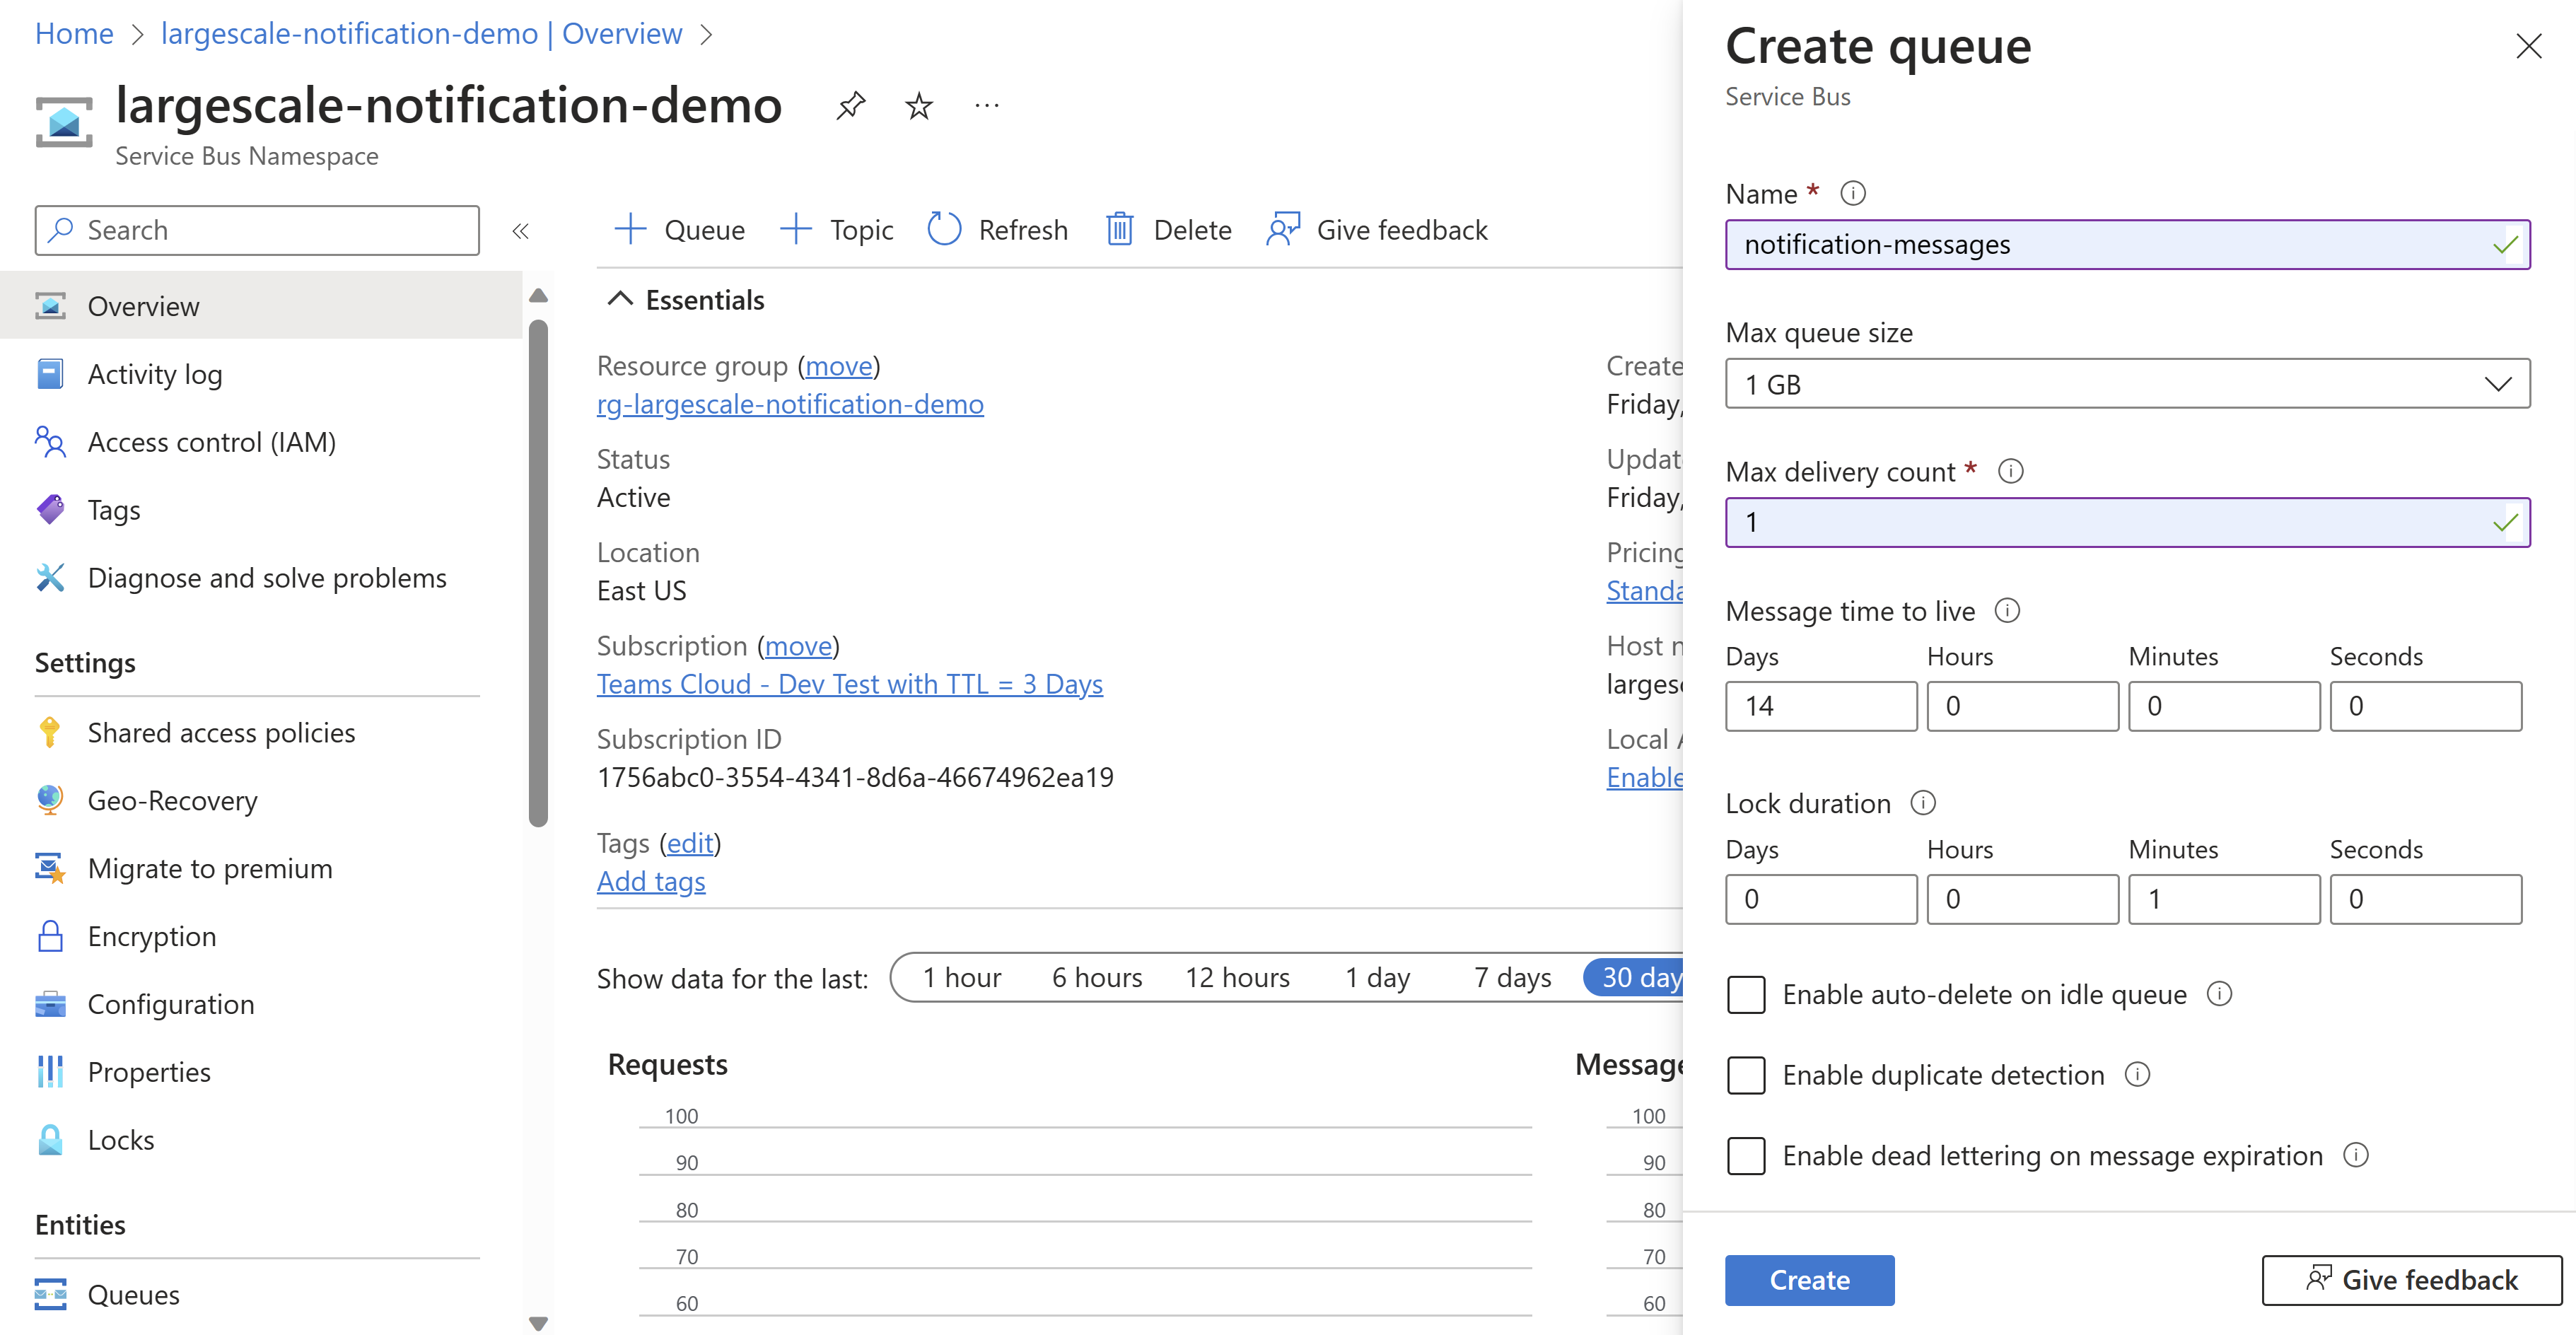 Home > largescale-notification-demo | Overview >
largescale-notification-demo
Service Bus Namespace
Search
Overview
Activity log
Access control (IAM)
Tags
Diagnose and solve problems
Settings
Shared access policies
Geo-Recovery
Migrate to premium
Encryption
Configuration
Properties
Locks
Entities
Queues
Queue Topic Refresh Delete Give feedback
Essentials
Resource group (move)
rg-largescale-notification-demo
Status
Active
Location
East US
Subscription (move)
Teams Cloud - Dev Test with TTL = 3 Days
Subscription ID
1756abc0-3554-4341-8d6a-46674962ea19
Tags (edit)
Add tags
Create
Friday,
Updat
Friday,
Pricing
Standa
Host n
larges
Local A
Enable
Show data for the last: 1 hour 6 hours 12 hours 1 day 7 days 30 day
Requests
100
90
80
70
60
Message
100
90
80
70
60
Create queue
Service Bus
Name *
notification-messages
Max queue size
1 GB
Max delivery count *
1
Message time to live
Days Hours Minutes Seconds
14 0 0 0
Lock duration
Days Hours Minutes Seconds
0 0 1 0
Enable auto-delete on idle queue
Enable duplicate detection
Enable dead lettering on message expiration
Create
Give feedback